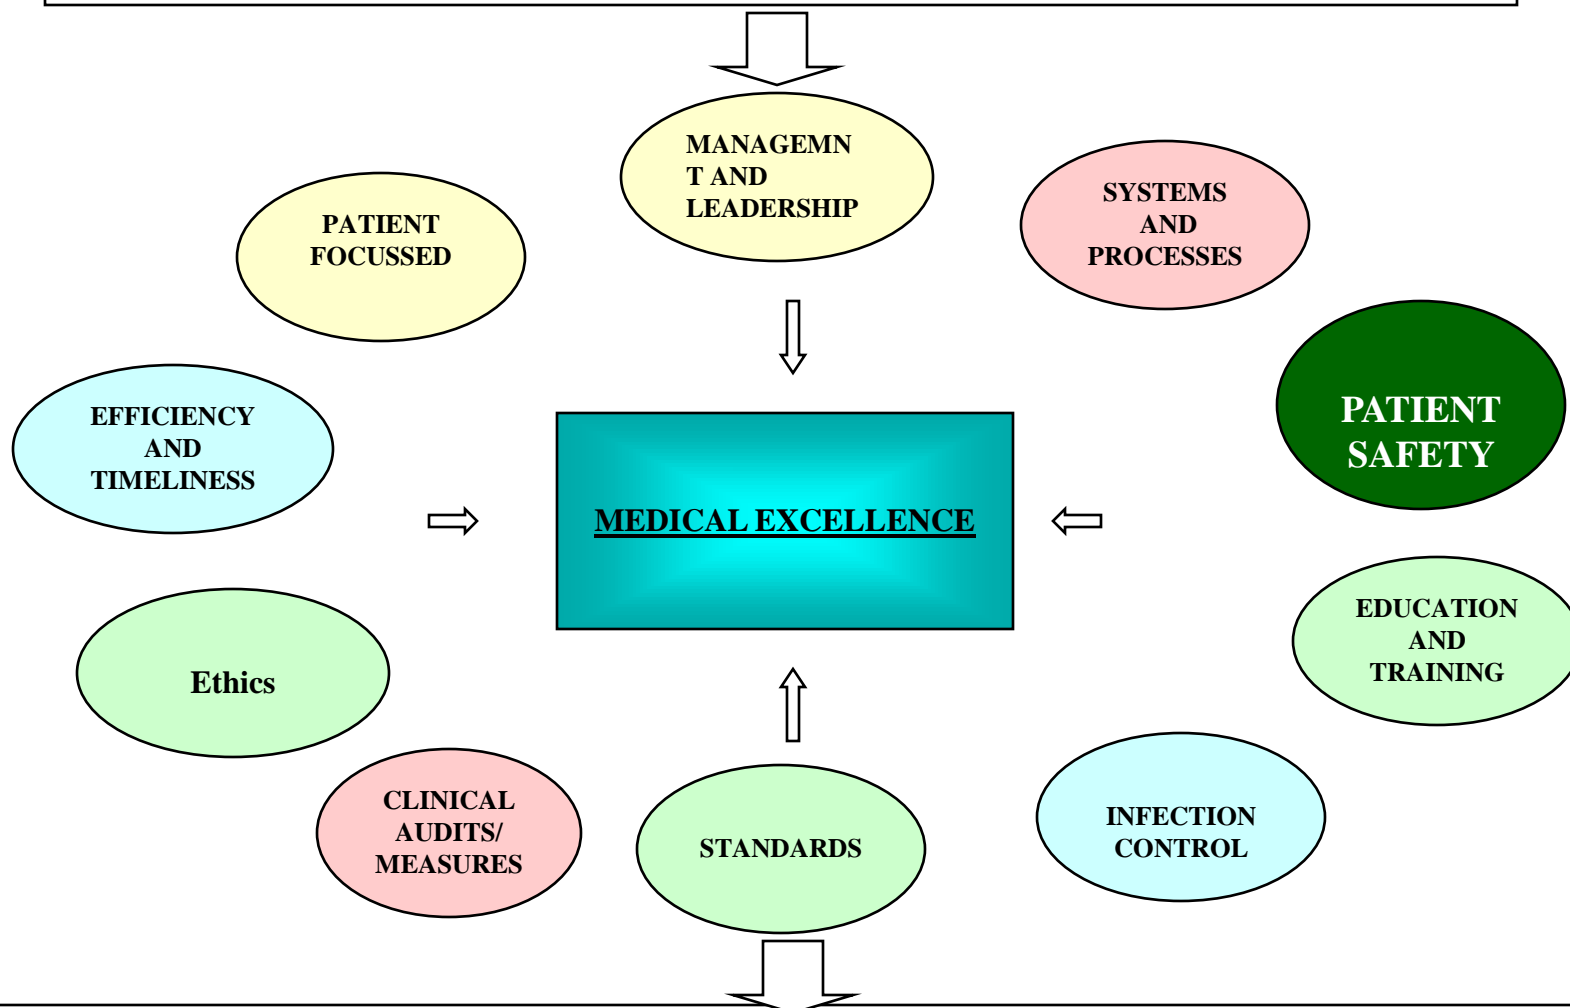 MANAGEMN
T AND
LEADERSHIP
SYSTEMS
AND
PROCESSES
PATIENT
FOCUSSED
PATIENT
SAFETY
EFFICIENCY
AND
TIMELINESS
MEDICAL EXCELLENCE
EDUCATION
AND
TRAINING
Ethics
CLINICAL
AUDITS/
MEASURES
STANDARDS
INFECTION
CONTROL